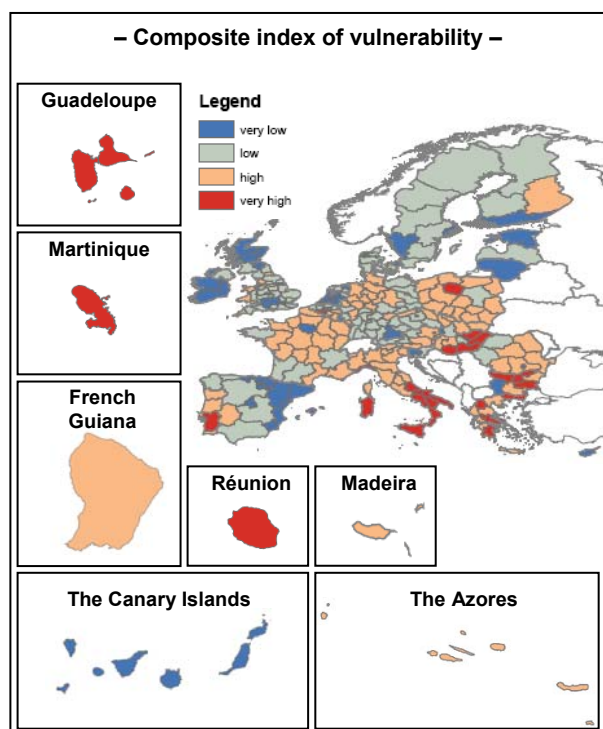 – Composite index of vulnerability –
Guadeloupe
Legend
very low
low
high
very high
Martinique
French
Guiana
Réunion
Madeira
The Canary Islands
The Azores